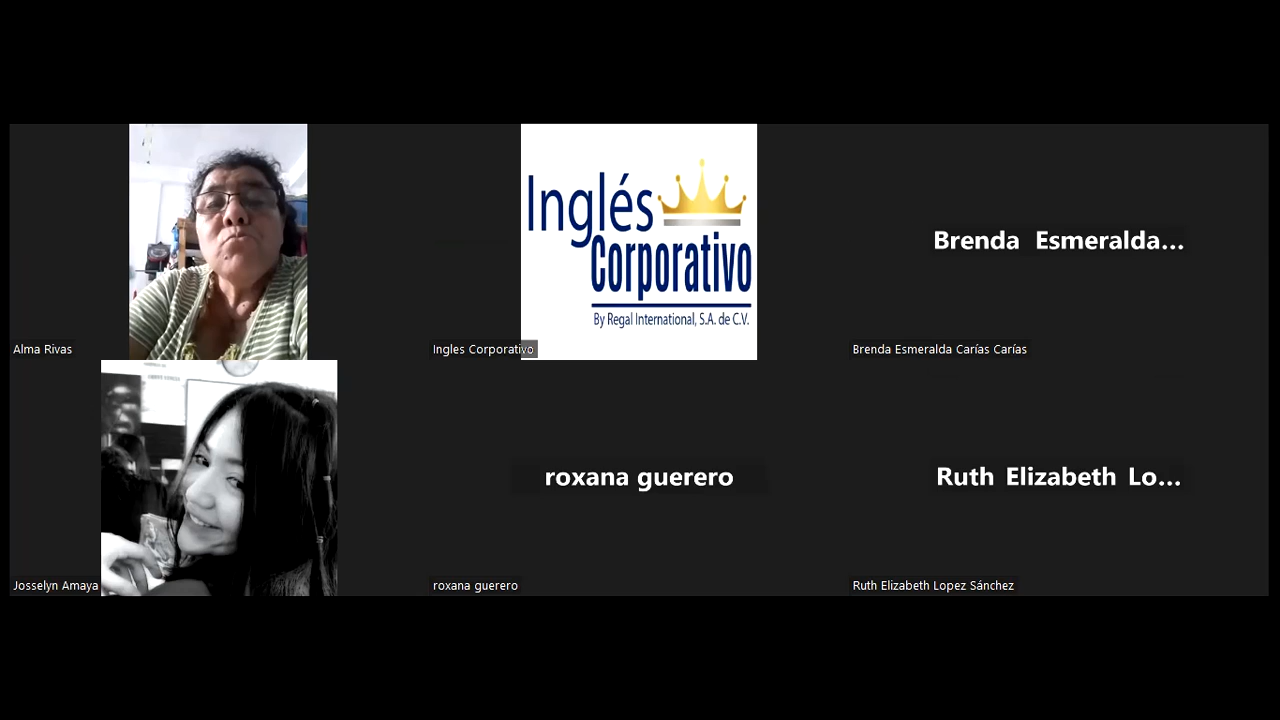 Inglés
Corporativo
By Regal International, S.A. de C.V.
Brenda Esmeralda...
Alma Rivas
Ingles Corporativo
Brenda Esmeralda Carías Carías
roxana guerero
Ruth Elizabeth Lo...
Josselyn Amaya
roxana guerero
Ruth Elizabeth Lopez Sánchez